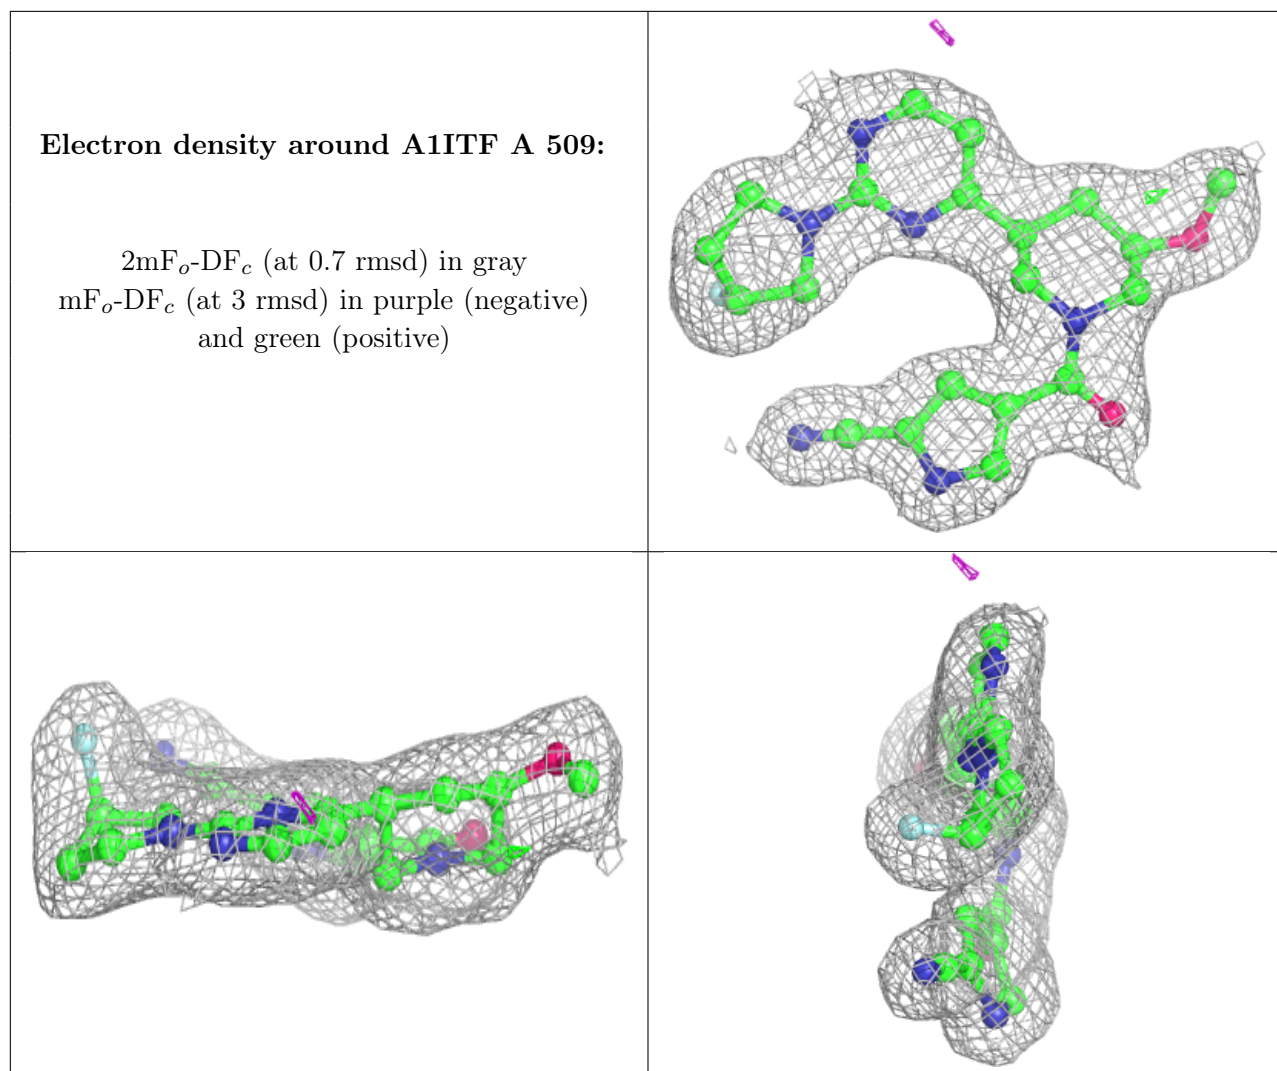 Electron density around A1ITF A 509:
2mFₒ-DF𝒸 (at 0.7 rmsd) in gray
mFₒ-DF𝒸 (at 3 rmsd) in purple (negative)
and green (positive)